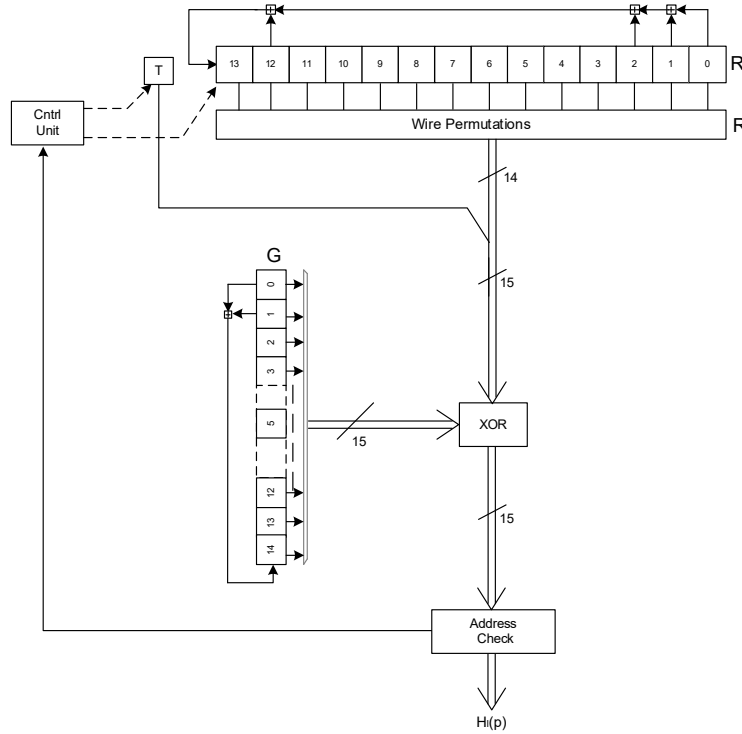 13 12 11 10 9 8 7 6 5 4 3 2 1 0 R
T
Cntrl
Unit
Wire Permutations R
14
15
G
0
1
2
3
5
12
13
14
15
XOR
15
Address
Check
Hl(p)